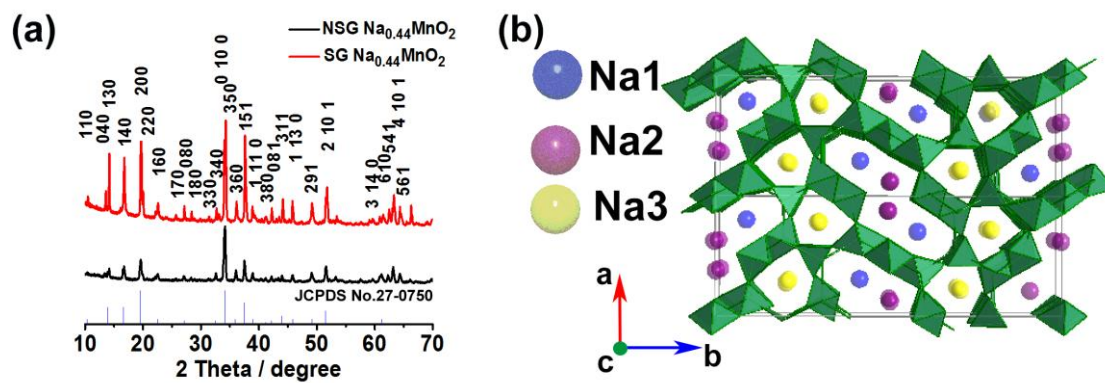 (a)
NSG Na0.44MnO2
SG Na0.44MnO2
110
040
130
140
200
220
160
170
080
180
330
340
350
0 10 0
360
151
1 11 0
380
081
311
1 13 0
291
2 10 1
3 14 0
610
541
4 10 1
561
JCPDS No.27-0750
10 20 30 40 50 60 70
2 Theta / degree
(b)
Na1
Na2
Na3
a
c
b